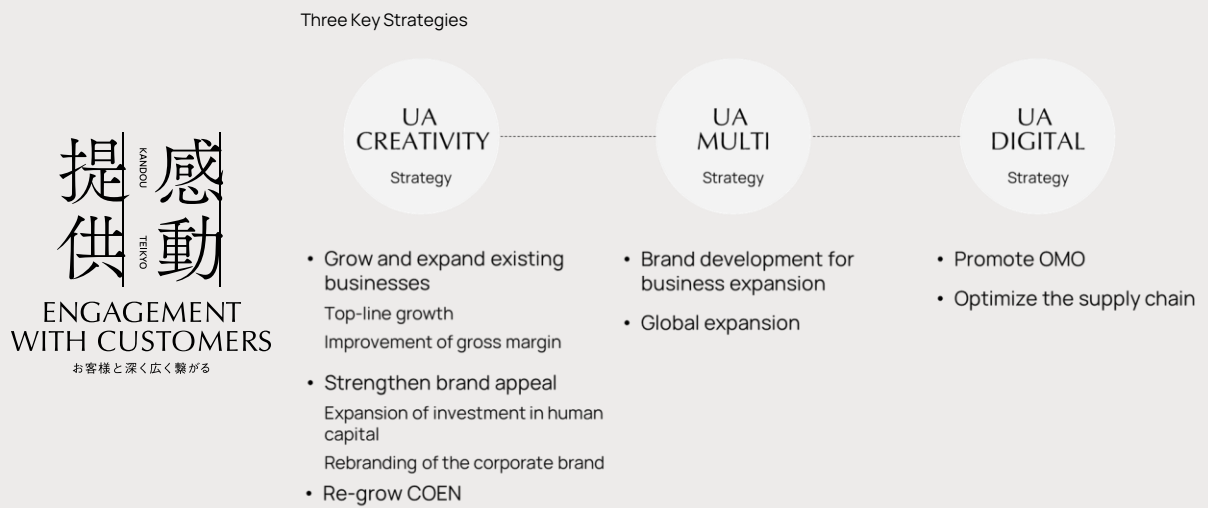 Three Key Strategies
感動
KANDOU
提供
TEIKYO
ENGAGEMENT
WITH CUSTOMERS
お客様と深く広く繋がる
UA
CREATIVITY
Strategy
• Grow and expand existing
businesses
Top-line growth
Improvement of gross margin
• Strengthen brand appeal
Expansion of investment in human
capital
Rebranding of the corporate brand
• Re-grow COEN
UA
MULTI
Strategy
• Brand development for
business expansion
• Global expansion
UA
DIGITAL
Strategy
• Promote OMO
• Optimize the supply chain